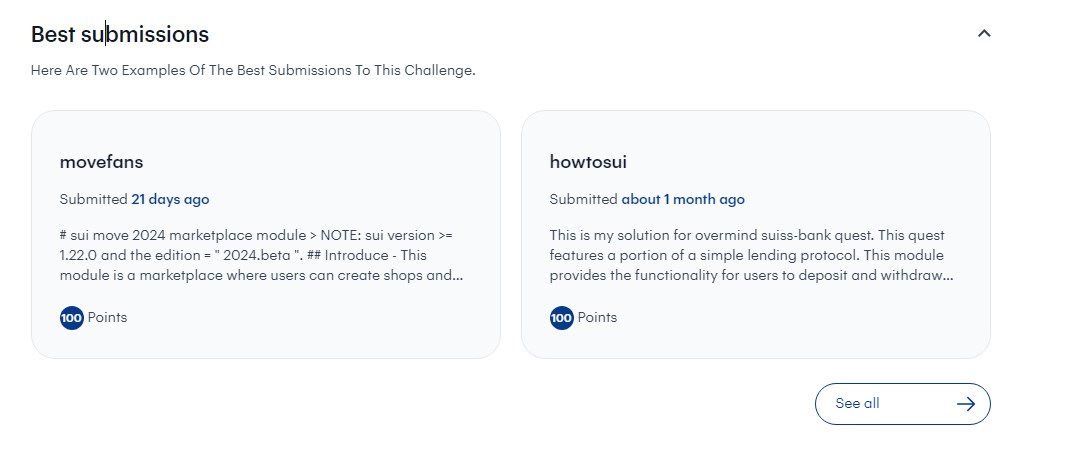 Best submissions
Here Are Two Examples Of The Best Submissions To This Challenge.
movefans
Submitted 21 days ago
# sui move 2024 marketplace module > NOTE: sui version >=
1.22.0 and the edition = " 2024.beta ". ## Introduce - This
module is a marketplace where users can create shops and...
100 Points
howtosui
Submitted about 1 month ago
This is my solution for overmind suiss-bank quest. This quest
features a portion of a simple lending protocol. This module
provides the functionality for users to deposit and withdraw...
100 Points
See all